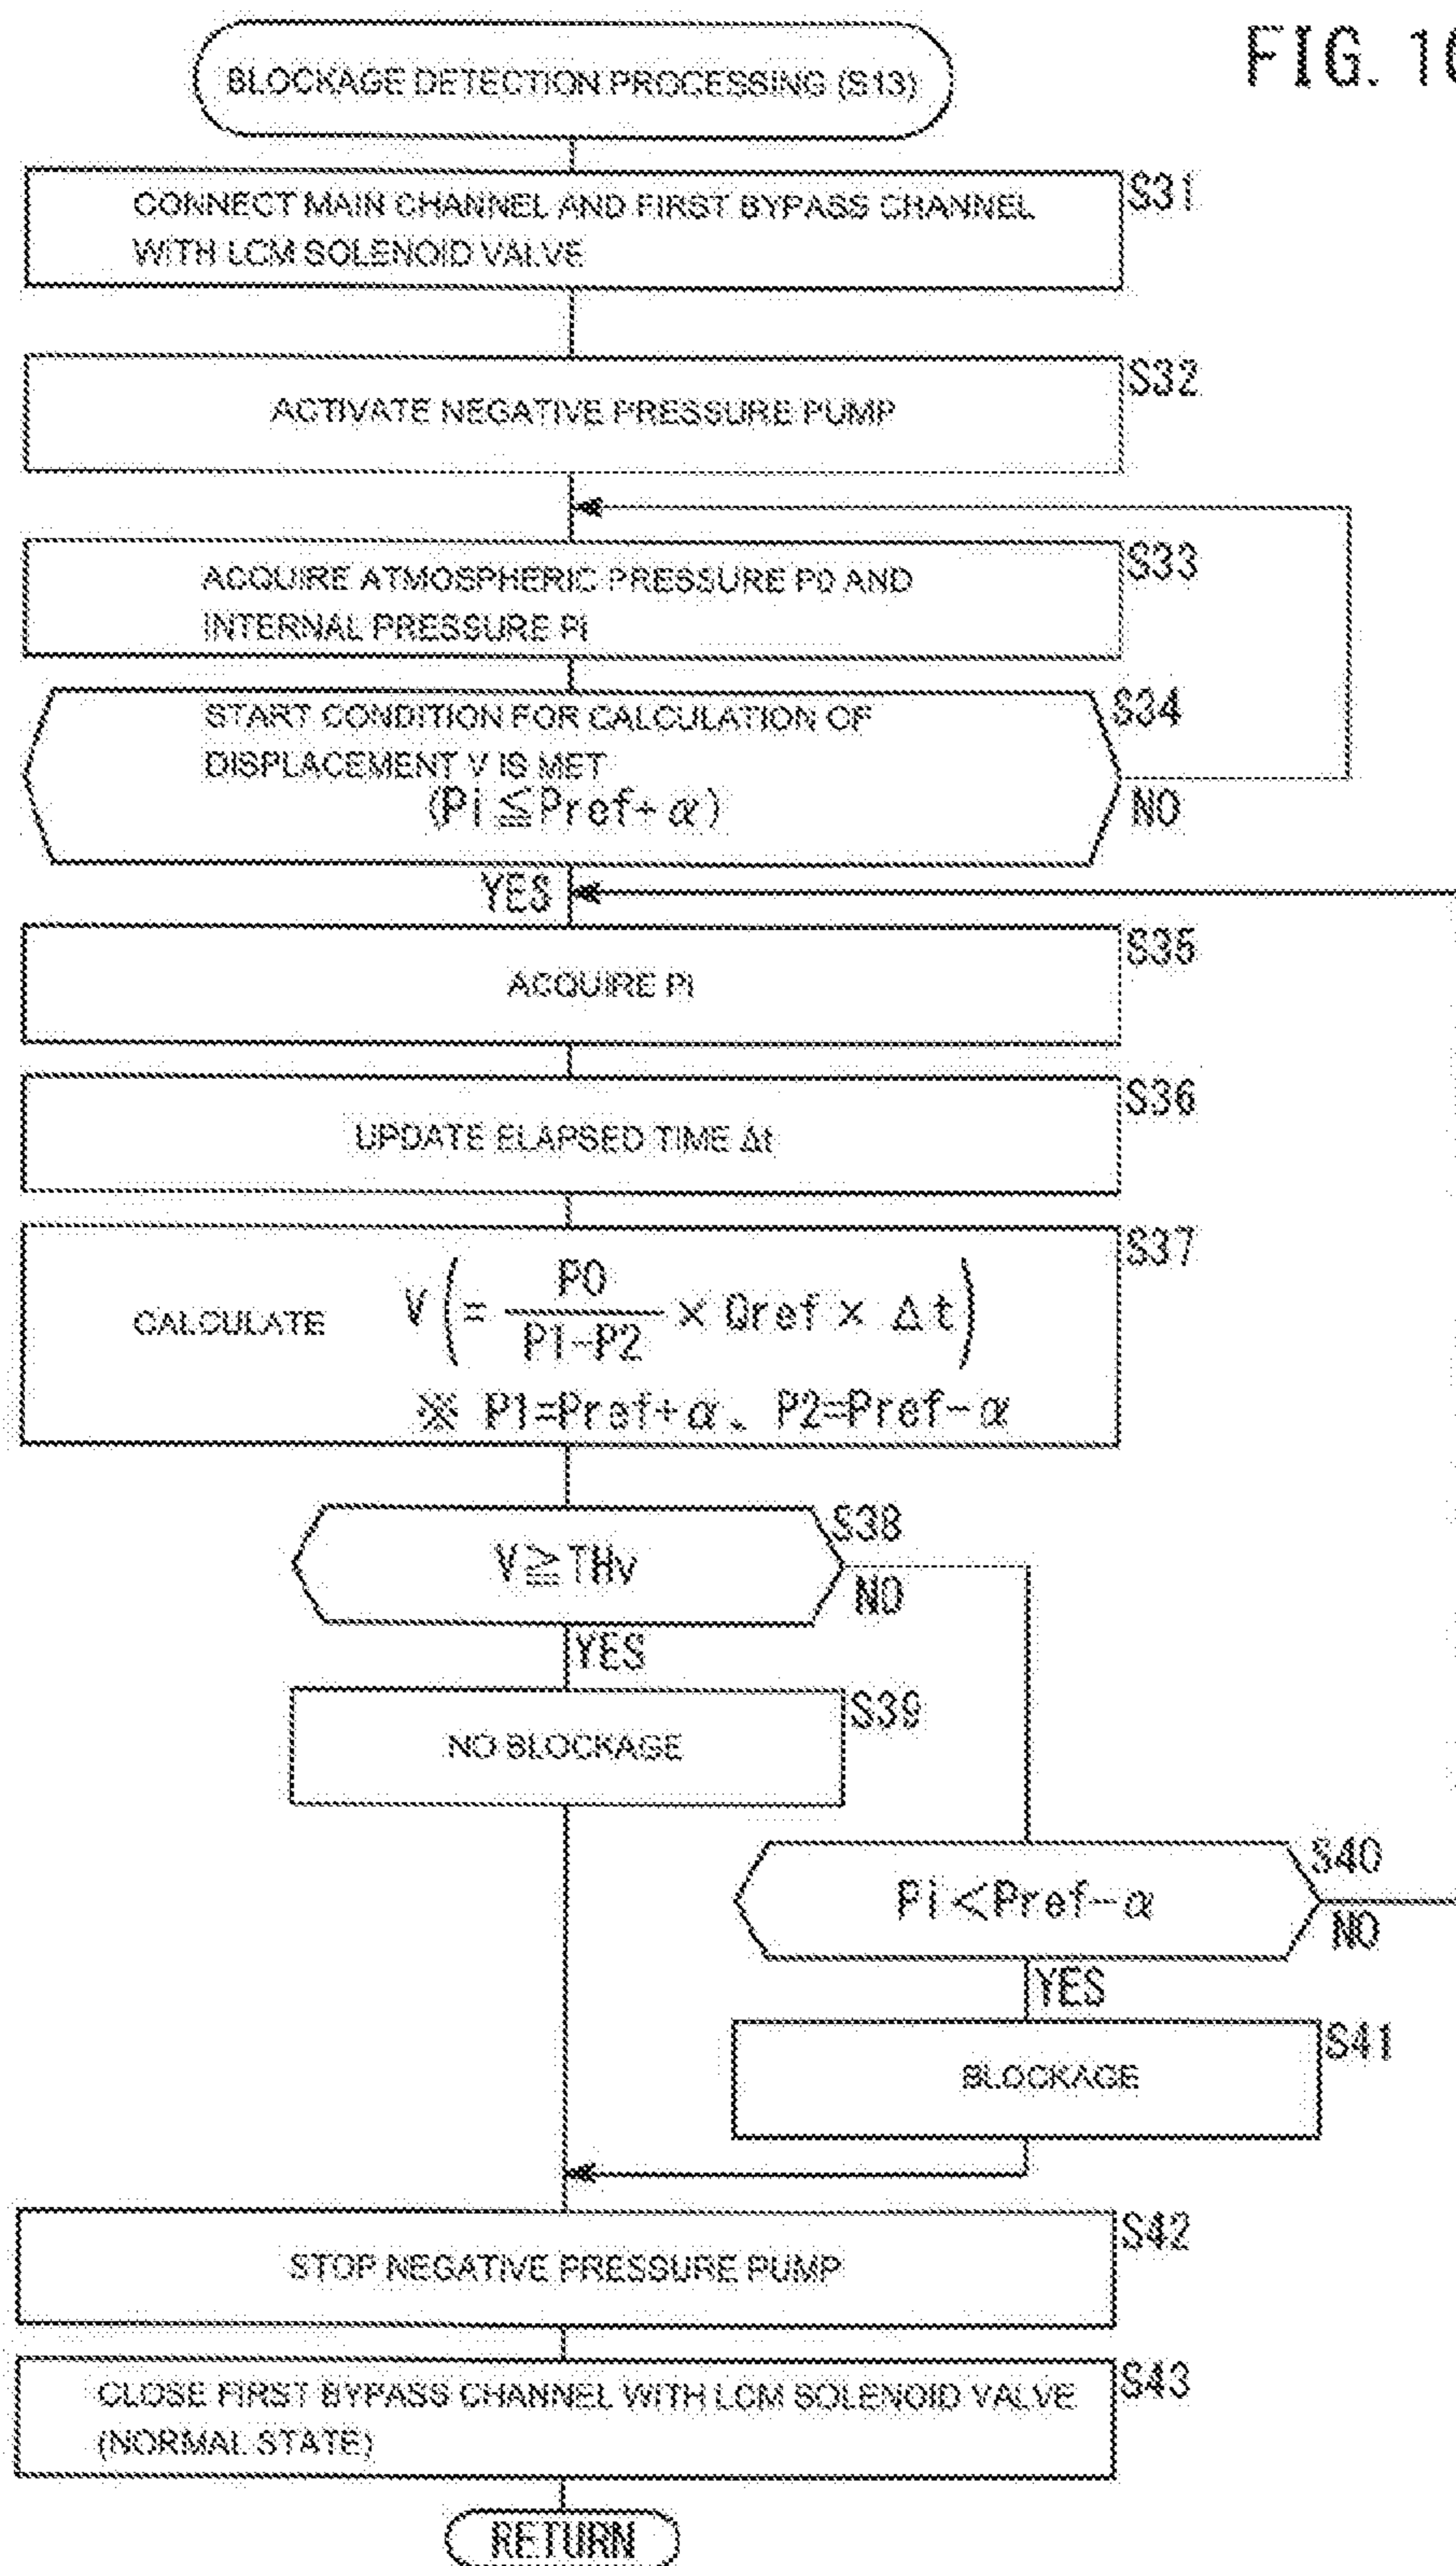 FIG. 10
BLOCKAGE DETECTION PROCESSING (S13)
S31
CONNECT MAIN CHANNEL AND FIRST BYPASS CHANNEL
WITH LCM SOLENOID VALVE
S32
ACTIVATE NEGATIVE PRESSURE PUMP
S33
ACQUIRE ATMOSPHERIC PRESSURE P0 AND
INTERNAL PRESSURE Pi
S34
START CONDITION FOR CALCULATION OF
DISPLACEMENT V IS MET
(Pi≦Pref+α)
NO
YES
S35
ACQUIRE Pi
S36
UPDATE ELAPSED TIME Δt
S37
CALCULATE V(= P0/P1-P2 × Qref × Δt)
※ P1=Pref+α、P2=Pref-α
S38
V≧THv
NO
YES
S39
NO BLOCKAGE
S40
Pi<Pref-α
NO
YES
S41
BLOCKAGE
S42
STOP NEGATIVE PRESSURE PUMP
S43
CLOSE FIRST BYPASS CHANNEL WITH LCM SOLENOID VALVE
(NORMAL STATE)
RETURN